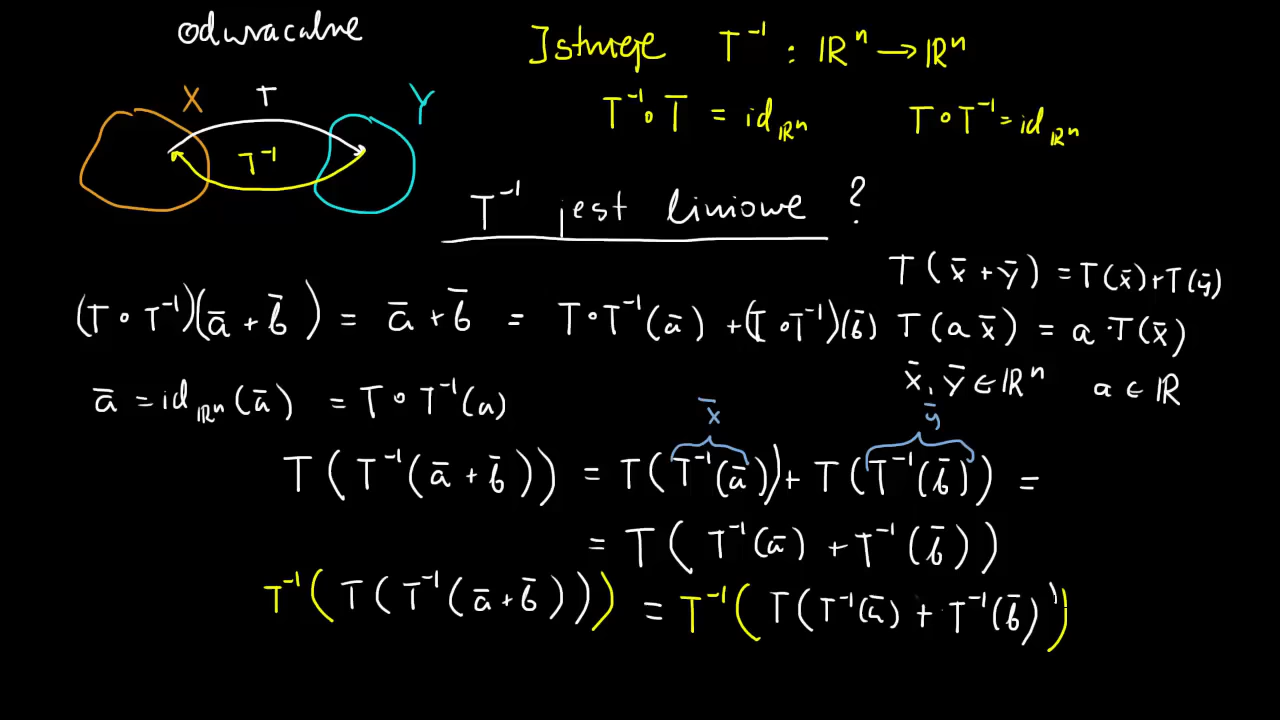 odwracalne
Istnieje T⁻¹ : ℝⁿ → ℝⁿ
X T Y
T⁻¹
T⁻¹ ∘ T = id_ℝⁿ T ∘ T⁻¹ = id_ℝⁿ
T⁻¹ jest liniowe ?
T(x̄ + ȳ) = T(x̄) + T(ȳ)
(T ∘ T⁻¹)(ā + b̄) = ā + b̄ = T ∘ T⁻¹(ā) + (T ∘ T⁻¹)(b̄)
T(a x̄) = a · T(x̄)
x̄, ȳ ∈ ℝⁿ a ∈ ℝ
ā = id_ℝⁿ(ā) = T ∘ T⁻¹(a)
x̄ ȳ
T(T⁻¹(ā + b̄)) = T(T⁻¹(ā)) + T(T⁻¹(b̄)) =
= T(T⁻¹(ā) + T⁻¹(b̄))
T⁻¹(T(T⁻¹(ā + b̄))) = T⁻¹(T(T⁻¹(ā) + T⁻¹(b̄)))